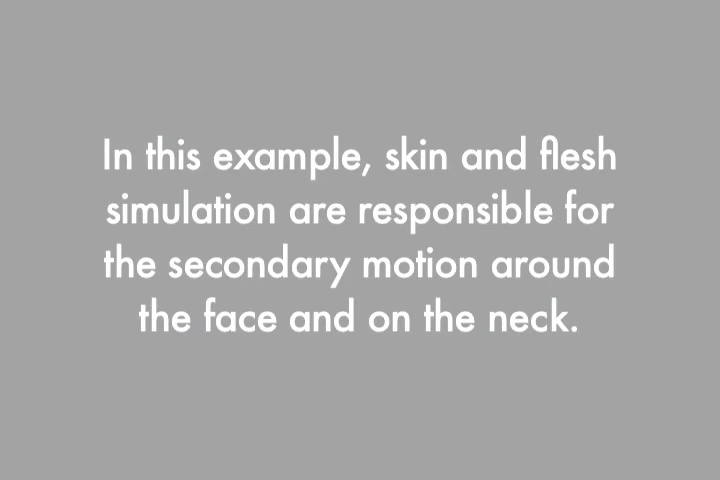 In this example, skin and flesh
simulation are responsible for
the secondary motion around
the face and on the neck.